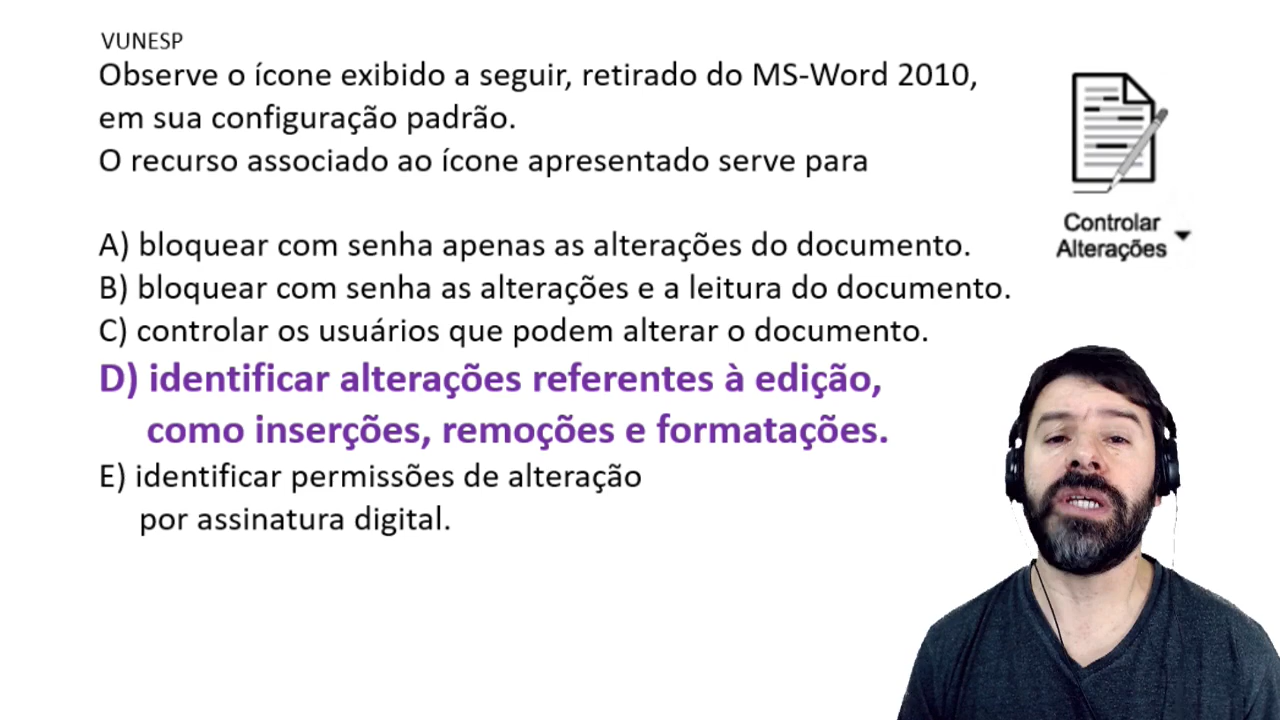 VUNESP
Observe o ícone exibido a seguir, retirado do MS-Word 2010,
em sua configuração padrão.
O recurso associado ao ícone apresentado serve para
A) bloquear com senha apenas as alterações do documento.
B) bloquear com senha as alterações e a leitura do documento.
C) controlar os usuários que podem alterar o documento.
D) identificar alterações referentes à edição,
como inserções, remoções e formatações.
E) identificar permissões de alteração
por assinatura digital.
Controlar
Alterações